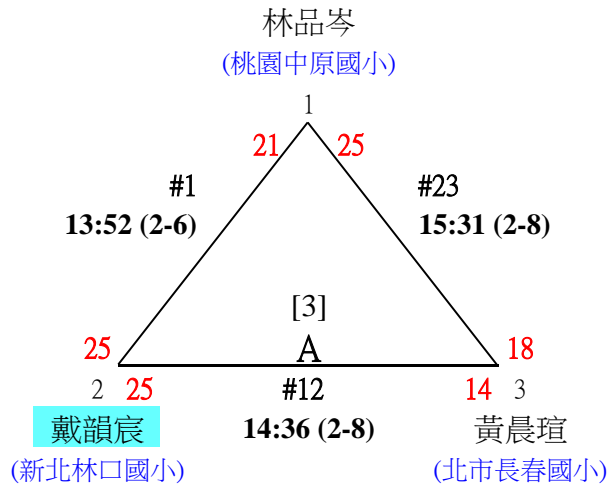 林品岑
(桃園中原國小)
1
21 25
#1 #23
13:52 (2-6) 15:31 (2-8)
[3]
A
25 18
2 25 #12 14 3
戴韻宸 14:36 (2-8) 黃晨瑄
(新北林口國小) (北市長春國小)